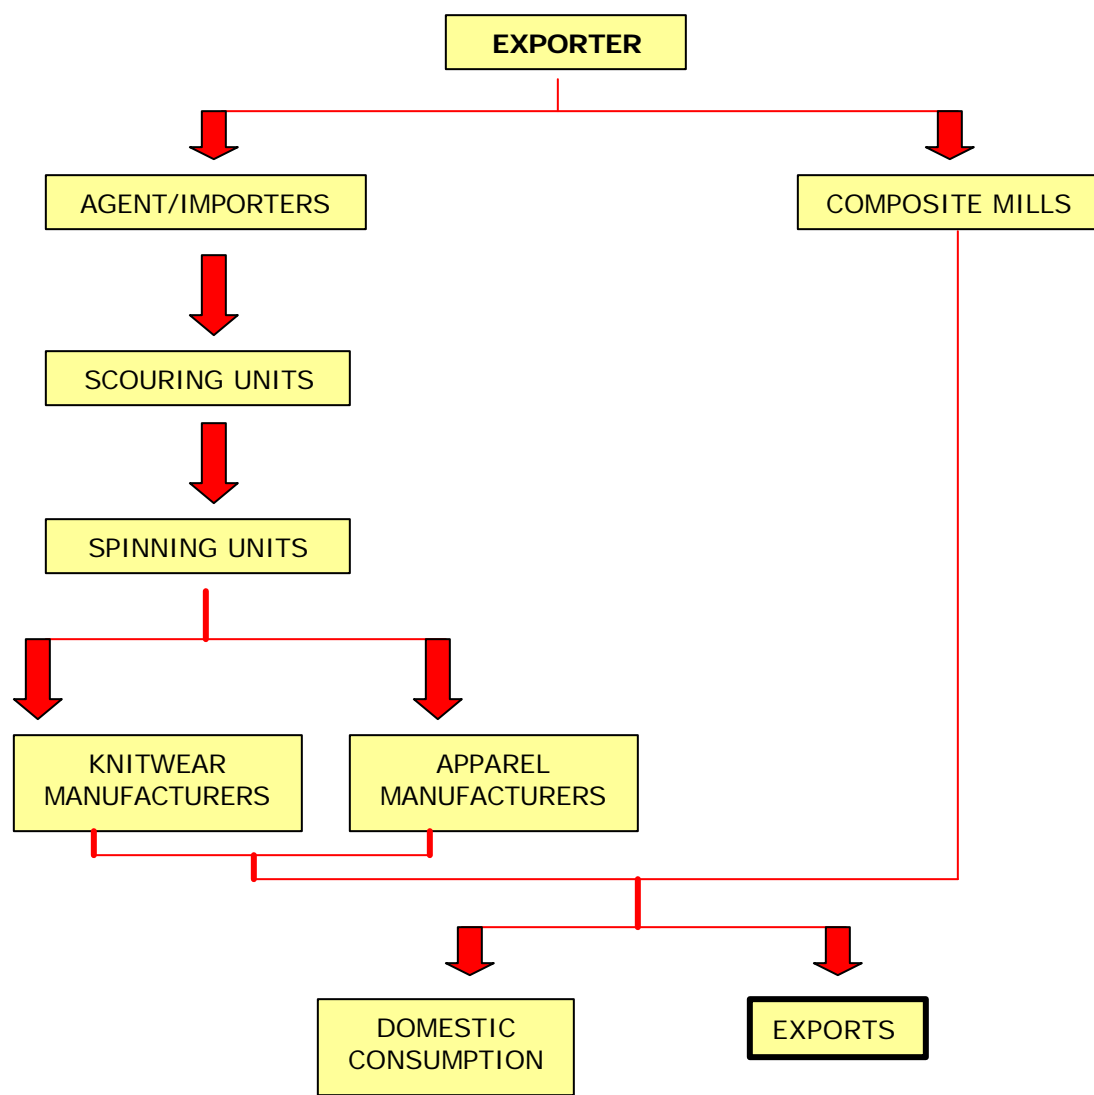 EXPORTER
AGENT/IMPORTERS
COMPOSITE MILLS
SCOURING UNITS
SPINNING UNITS
KNITWEAR
MANUFACTURERS
APPAREL
MANUFACTURERS
DOMESTIC
CONSUMPTION
EXPORTS